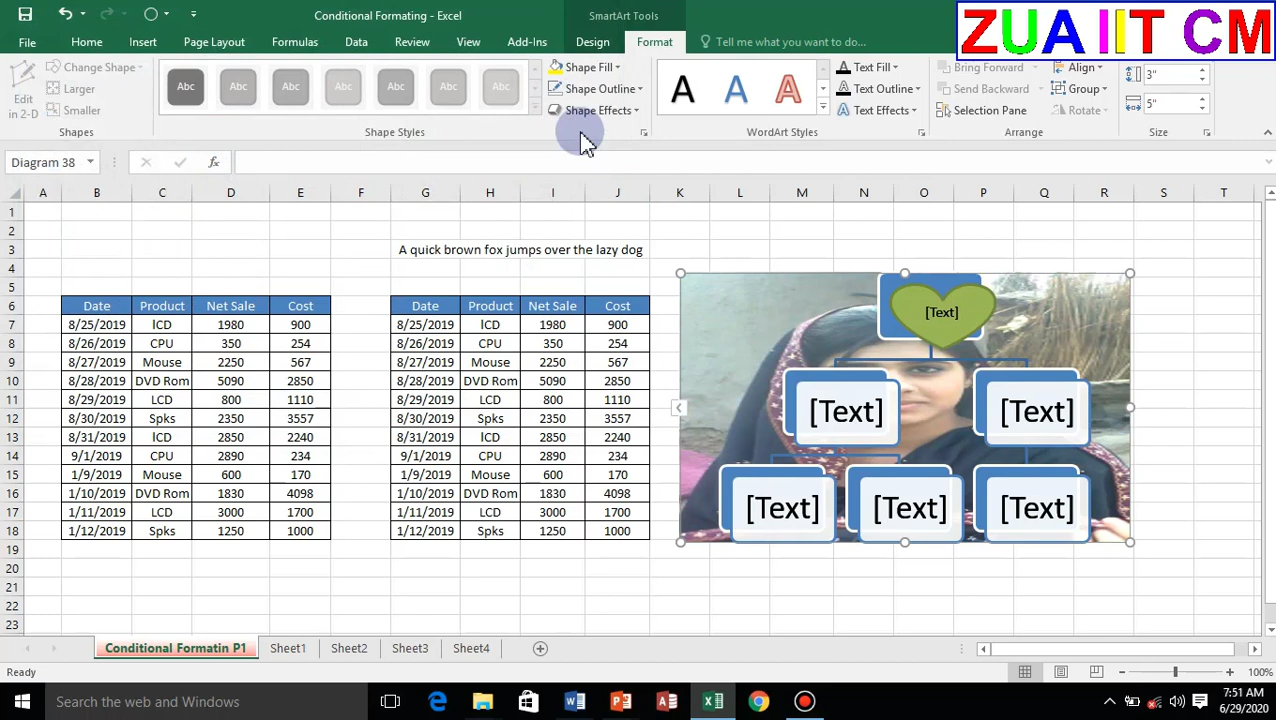 Conditional Formating - Excel
SmartArt Tools
ZUA IIT CM
File Home Insert Page Layout Formulas Data Review View Add-Ins Design Format Tell me what you want to do...
Edit in 2-D
Change Shape
Larger
Smaller
Shapes
Abc Abc Abc Abc Abc Abc Abc
Shape Styles
Shape Fill
Shape Outline
Shape Effects
A A A
WordArt Styles
Text Fill
Text Outline
Text Effects
Bring Forward
Send Backward
Selection Pane
Align
Group
Rotate
Arrange
3"
5"
Size
Diagram 38
fx
A B C D E F G H I J K L M N O P Q R S T
1
2
3 A quick brown fox jumps over the lazy dog
4
5
6 Date Product Net Sale Cost Date Product Net Sale Cost
7 8/25/2019 lCD 1980 900 8/25/2019 lCD 1980 900
8 8/26/2019 CPU 350 254 8/26/2019 CPU 350 254
9 8/27/2019 Mouse 2250 567 8/27/2019 Mouse 2250 567
10 8/28/2019 DVD Rom 5090 2850 8/28/2019 DVD Rom 5090 2850
11 8/29/2019 LCD 800 1110 8/29/2019 LCD 800 1110
12 8/30/2019 Spks 2350 3557 8/30/2019 Spks 2350 3557
13 8/31/2019 lCD 2850 2240 8/31/2019 lCD 2850 2240
14 9/1/2019 CPU 2890 234 9/1/2019 CPU 2890 234
15 1/9/2019 Mouse 600 170 1/9/2019 Mouse 600 170
16 1/10/2019 DVD Rom 1830 4098 1/10/2019 DVD Rom 1830 4098
17 1/11/2019 LCD 3000 1700 1/11/2019 LCD 3000 1700
18 1/12/2019 Spks 1250 1000 1/12/2019 Spks 1250 1000
19
20
21
22
23
[Text]
[Text] [Text]
[Text] [Text] [Text]
Conditional Formatin P1 Sheet1 Sheet2 Sheet3 Sheet4
Ready
100%
Search the web and Windows
7:51 AM
6/29/2020